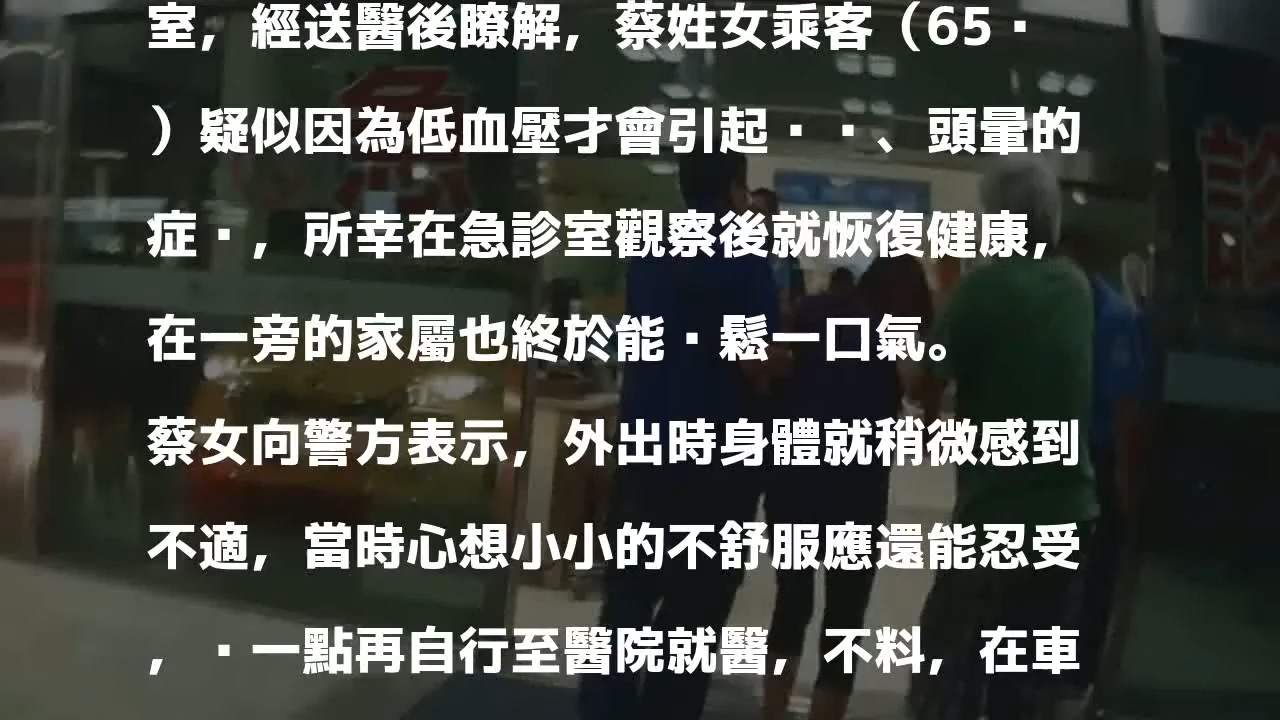 室，經送醫後瞭解，蔡姓女乘客（65·
）疑似因為低血壓才會引起··、頭暈的
症·，所幸在急診室觀察後就恢復健康，
在一旁的家屬也終於能·鬆一口氣。
蔡女向警方表示，外出時身體就稍微感到
不適，當時心想小小的不舒服應還能忍受
，·一點再自行至醫院就醫，不料，在車
急
診